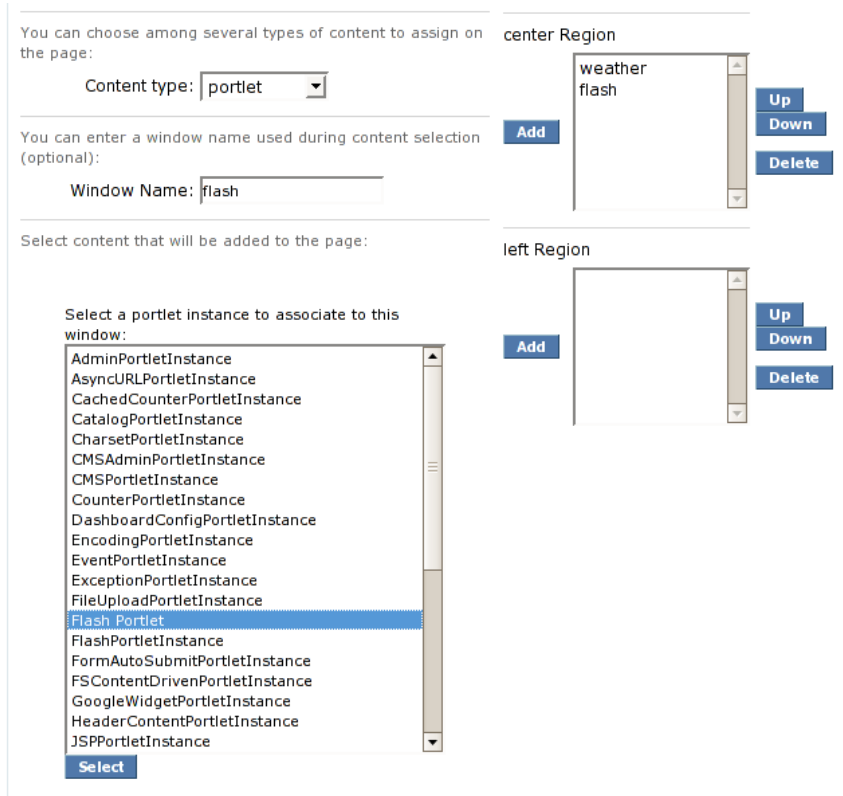 You can choose among several types of content to assign on
the page:
Content type: portlet
You can enter a window name used during content selection
(optional):
Window Name: flash
Select content that will be added to the page:
Select a portlet instance to associate to this
window:
AdminPortletInstance
AsyncURLPortletInstance
CachedCounterPortletInstance
CatalogPortletInstance
CharsetPortletInstance
CMSAdminPortletInstance
CMSPortletInstance
CounterPortletInstance
DashboardConfigPortletInstance
EncodingPortletInstance
EventPortletInstance
ExceptionPortletInstance
FileUploadPortletInstance
Flash Portlet
FlashPortletInstance
FormAutoSubmitPortletInstance
FSContentDrivenPortletInstance
GoogleWidgetPortletInstance
HeaderContentPortletInstance
JSPPortletInstance
Select
center Region
Add
weather
flash
Up
Down
Delete
left Region
Add
Up
Down
Delete